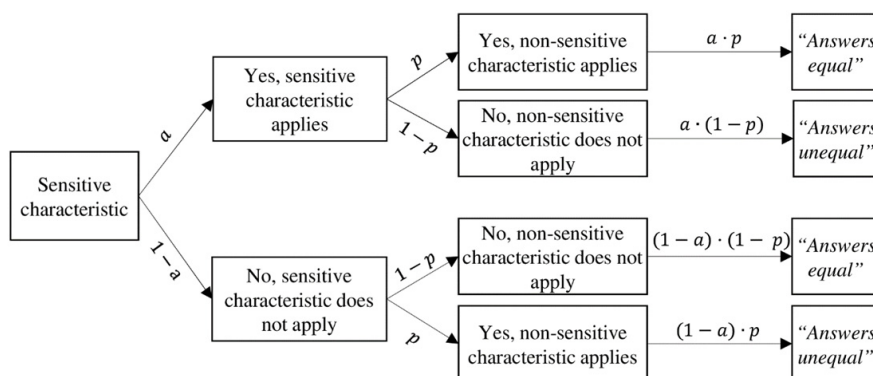 Sensitive
characteristic
a
1 − a
Yes, sensitive
characteristic
applies
No, sensitive
characteristic does
not apply
p
1 − p
1 − p
p
Yes, non-sensitive
characteristic applies
No, non-sensitive
characteristic does not
apply
No, non-sensitive
characteristic does not
apply
Yes, non-sensitive
characteristic applies
a · p
a · (1 − p)
(1 − a) · (1 − p)
(1 − a) · p
“Answers
equal”
“Answers
unequal”
“Answers
equal”
“Answers
unequal”